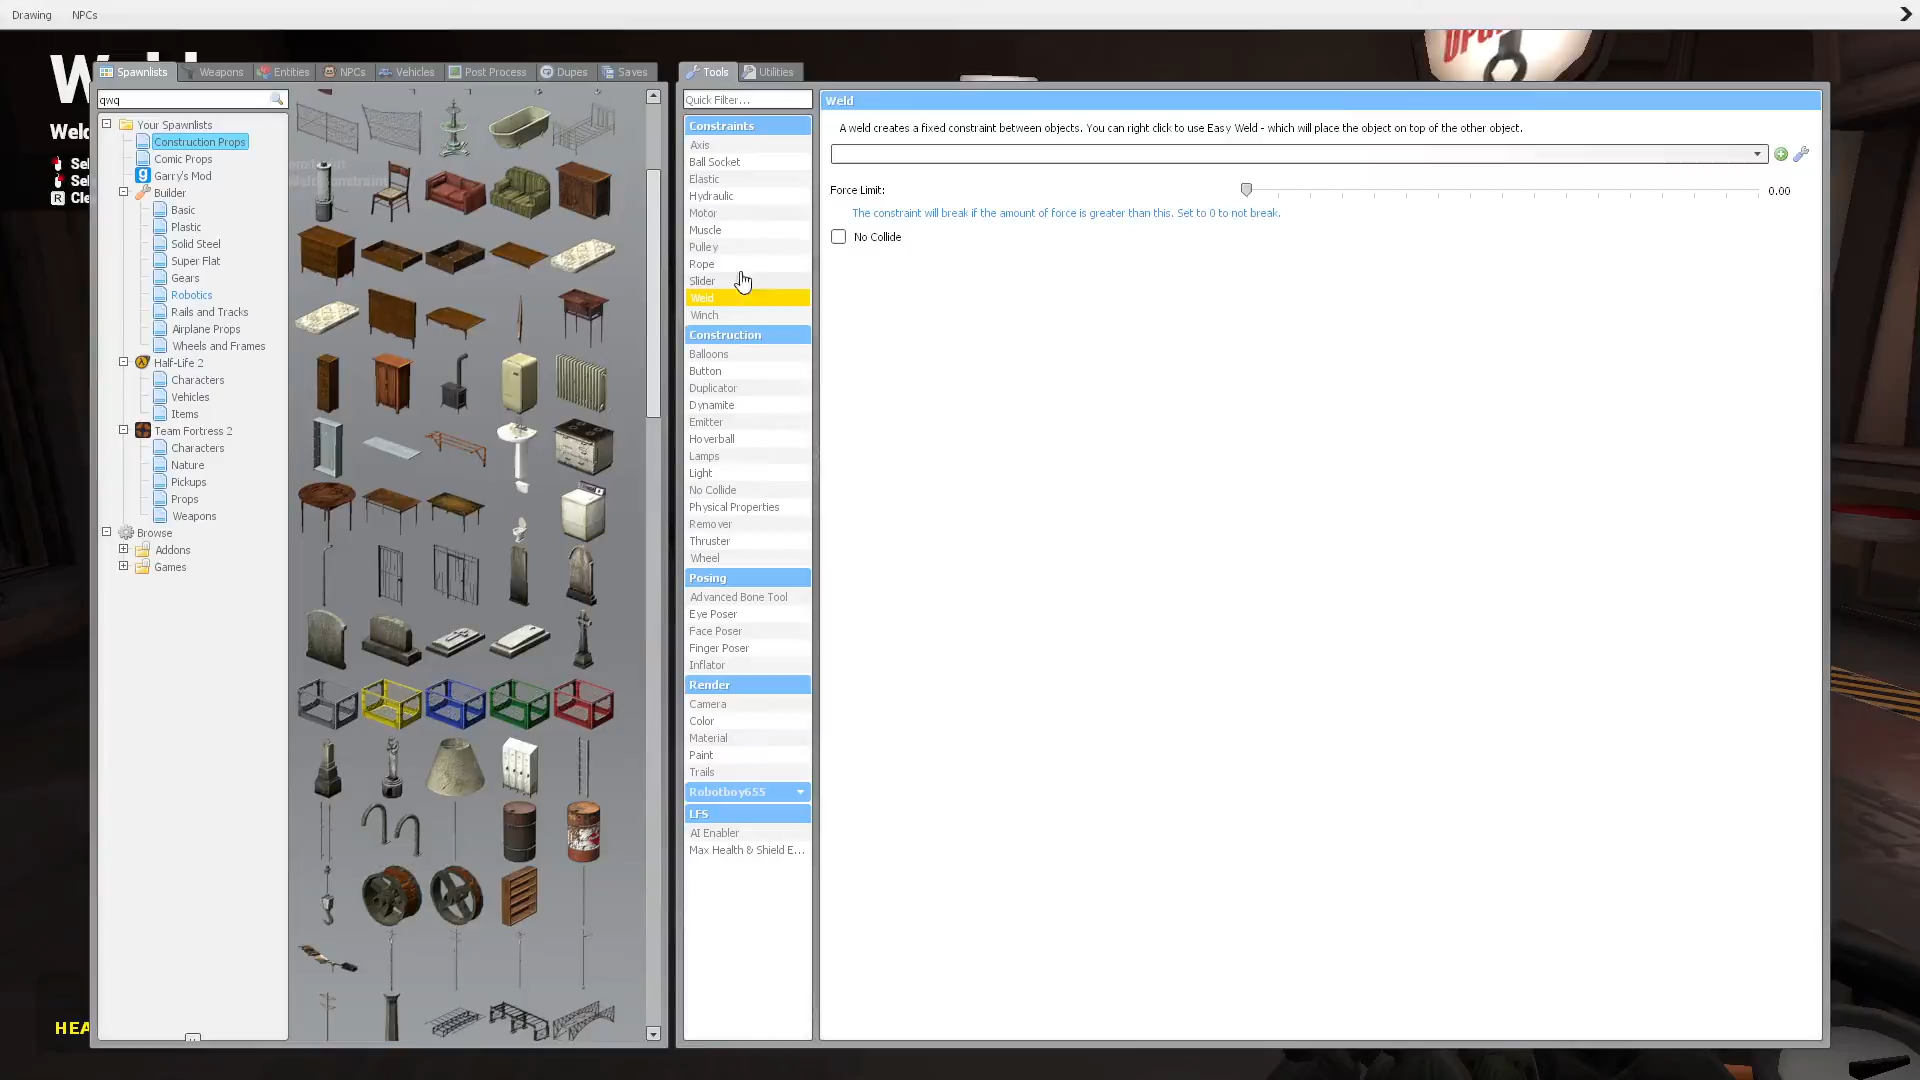 Drawing NPCs
W
Spawnlists Weapons Entities NPCs Vehicles Post Process Dupes Saves
Tools Utilities
qwq
Your Spawnlists
Construction Props
Comic Props
Garry's Mod
Builder
Basic
Plastic
Solid Steel
Super Flat
Gears
Robotics
Rails and Tracks
Airplane Props
Wheels and Frames
Half-Life 2
Characters
Vehicles
Items
Team Fortress 2
Characters
Nature
Pickups
Props
Weapons
Browse
Addons
Games
Weld
Sel
Sel
R Cle
HEA
Quick Filter...
Constraints
Axis
Ball Socket
Elastic
Hydraulic
Motor
Muscle
Pulley
Rope
Slider
Weld
Winch
Construction
Balloons
Button
Duplicator
Dynamite
Emitter
Hoverball
Lamps
Light
No Collide
Physical Properties
Remover
Thruster
Wheel
Posing
Advanced Bone Tool
Eye Poser
Face Poser
Finger Poser
Inflator
Render
Camera
Color
Material
Paint
Trails
Robotboy655
LFS
AI Enabler
Max Health & Shield E...
Weld
A weld creates a fixed constraint between objects. You can right click to use Easy Weld - which will place the object on top of the other object.
Force Limit: 0.00
The constraint will break if the amount of force is greater than this. Set to 0 to not break.
No Collide